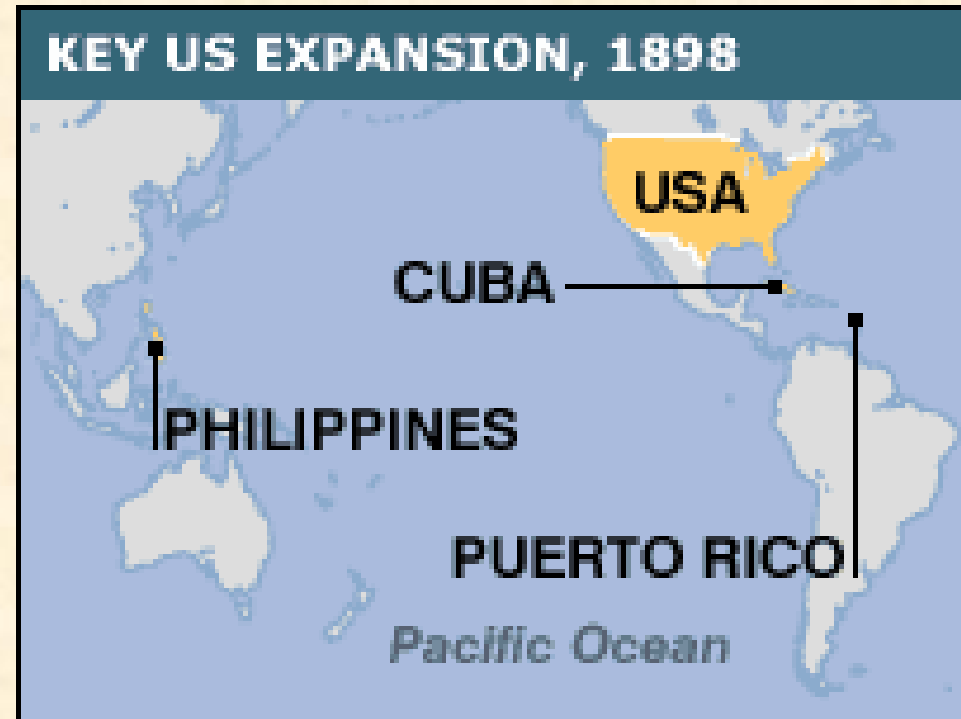 KEY US EXPANSION, 1898
USA
CUBA
PHILIPPINES
PUERTO RICO
Pacific Ocean